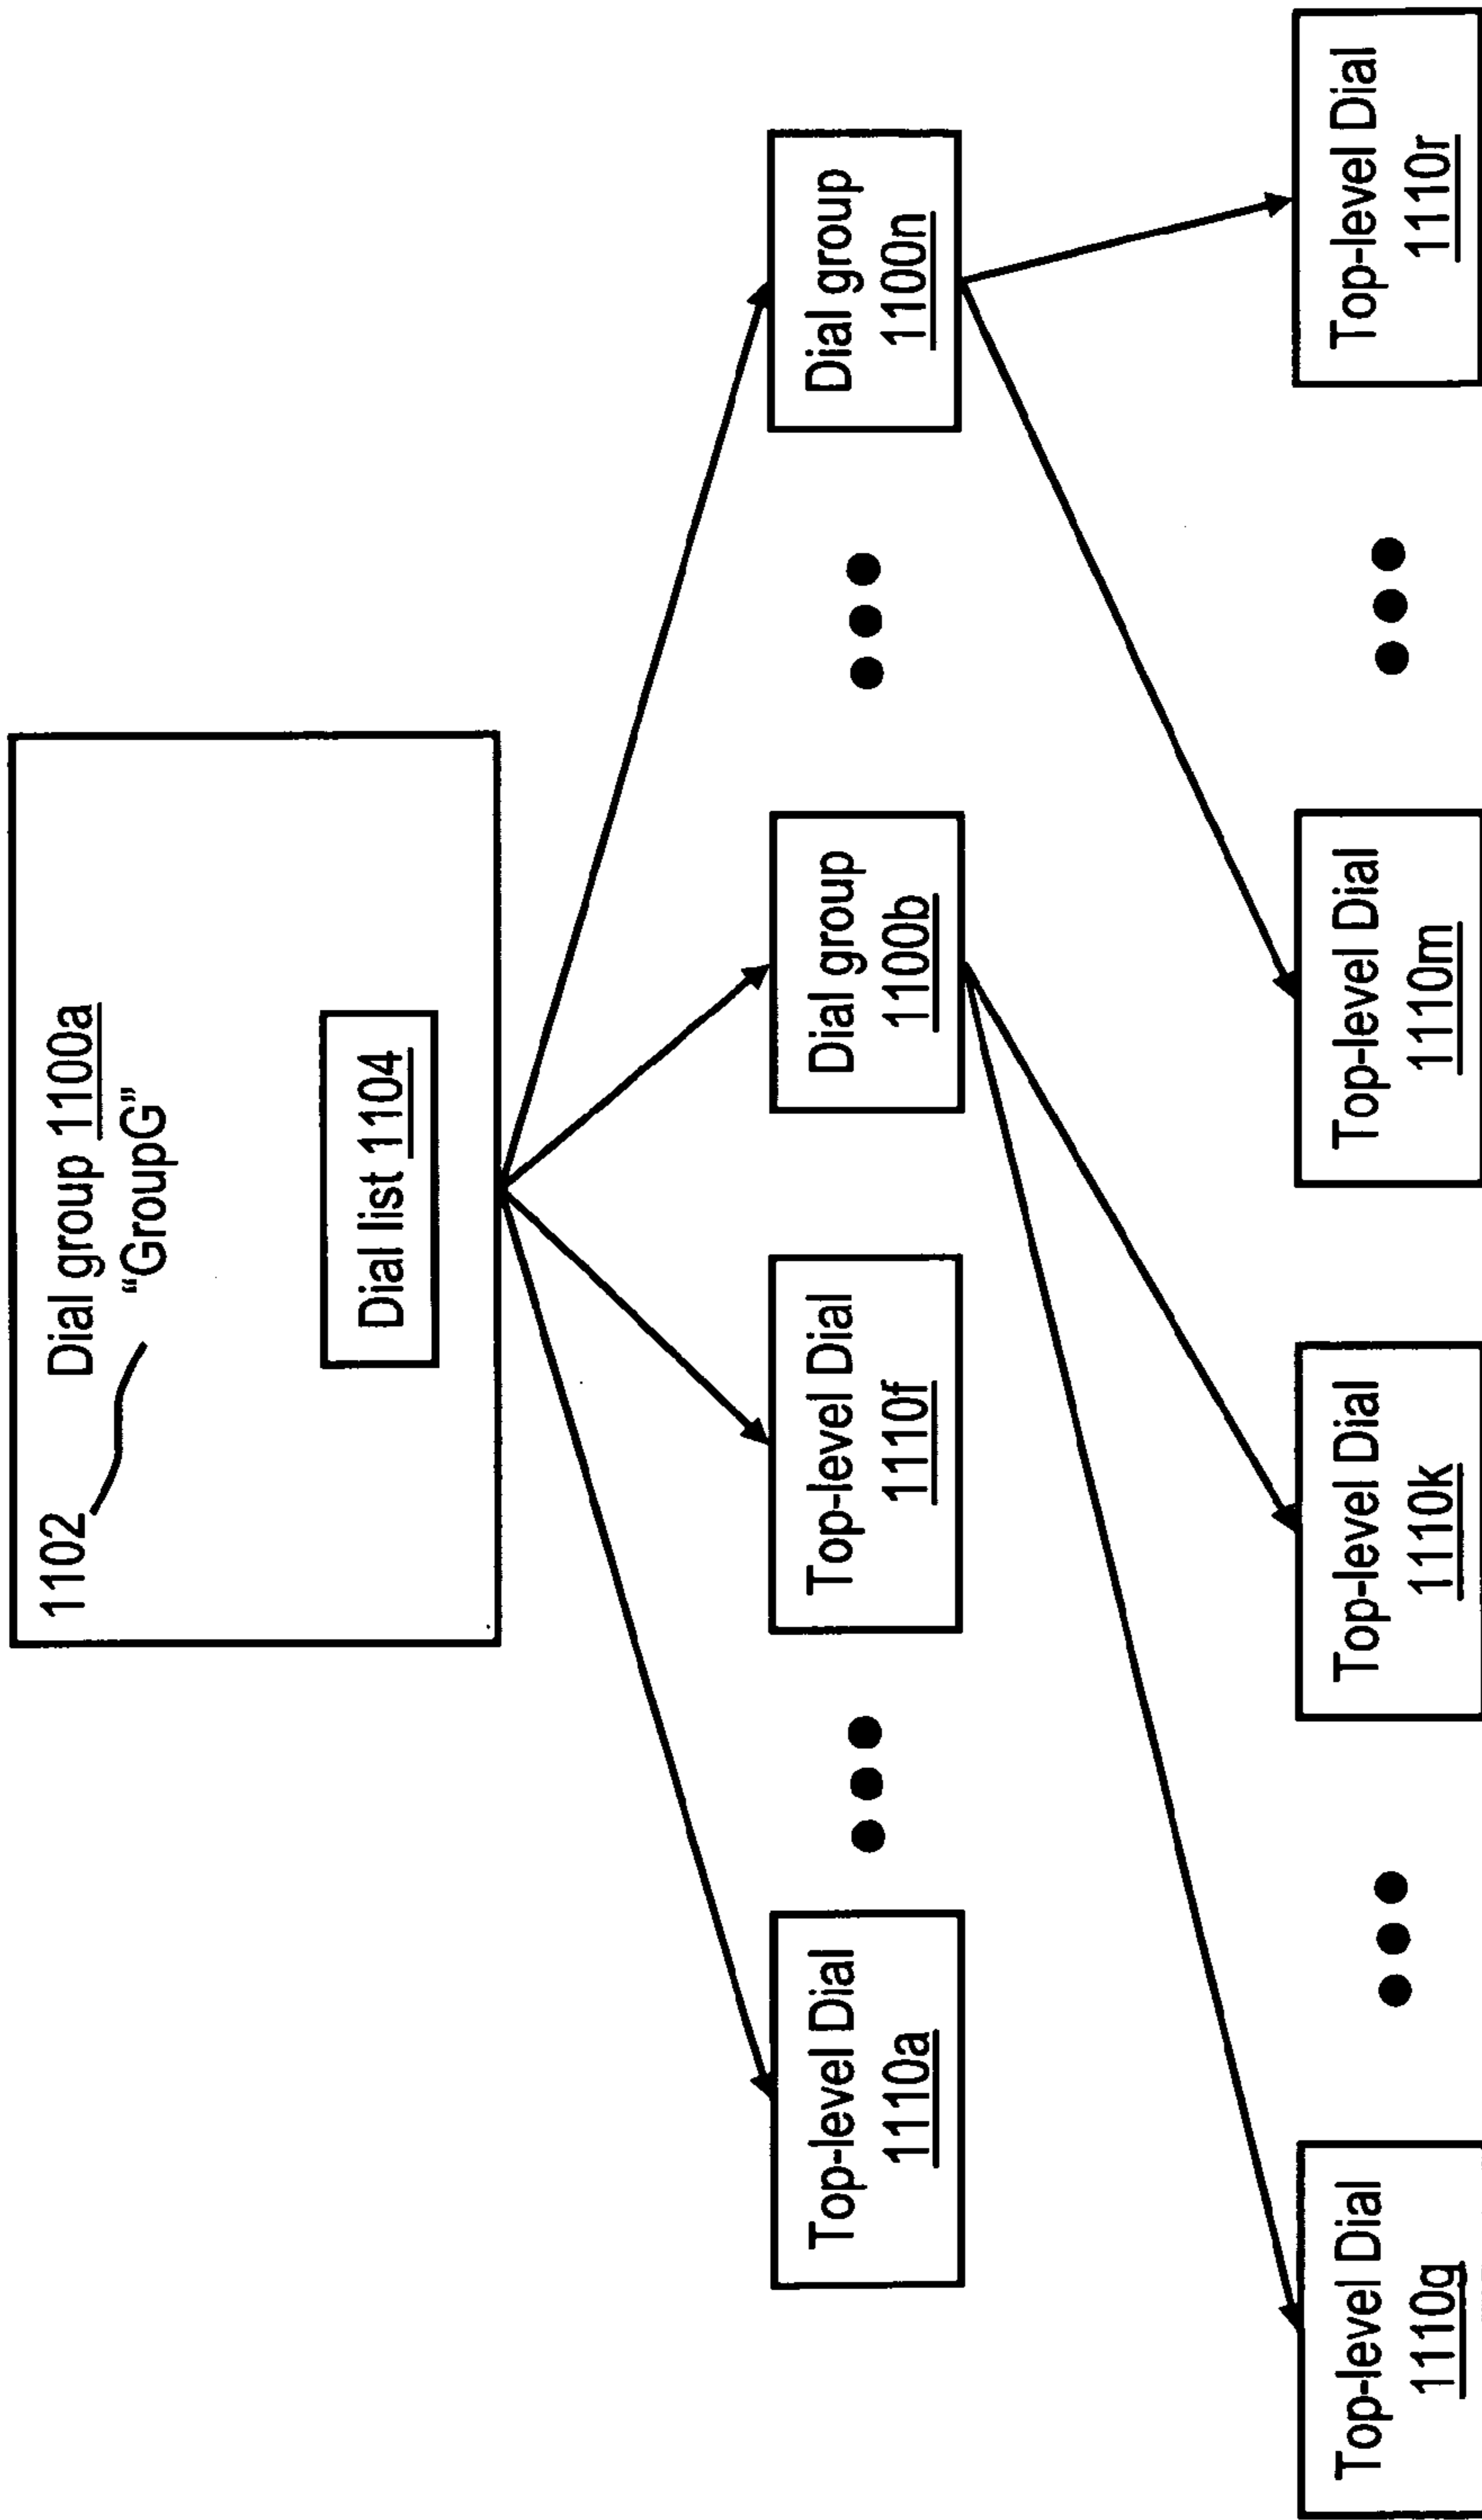 1102
Dial group 1100a
“GroupG”
Dial list 1104
Top-level Dial
1110a
Top-level Dial
1110f
Dial group
1100b
Dial group
1100n
Top-level Dial
1110g
Top-level Dial
1110k
Top-level Dial
1110m
Top-level Dial
1110r